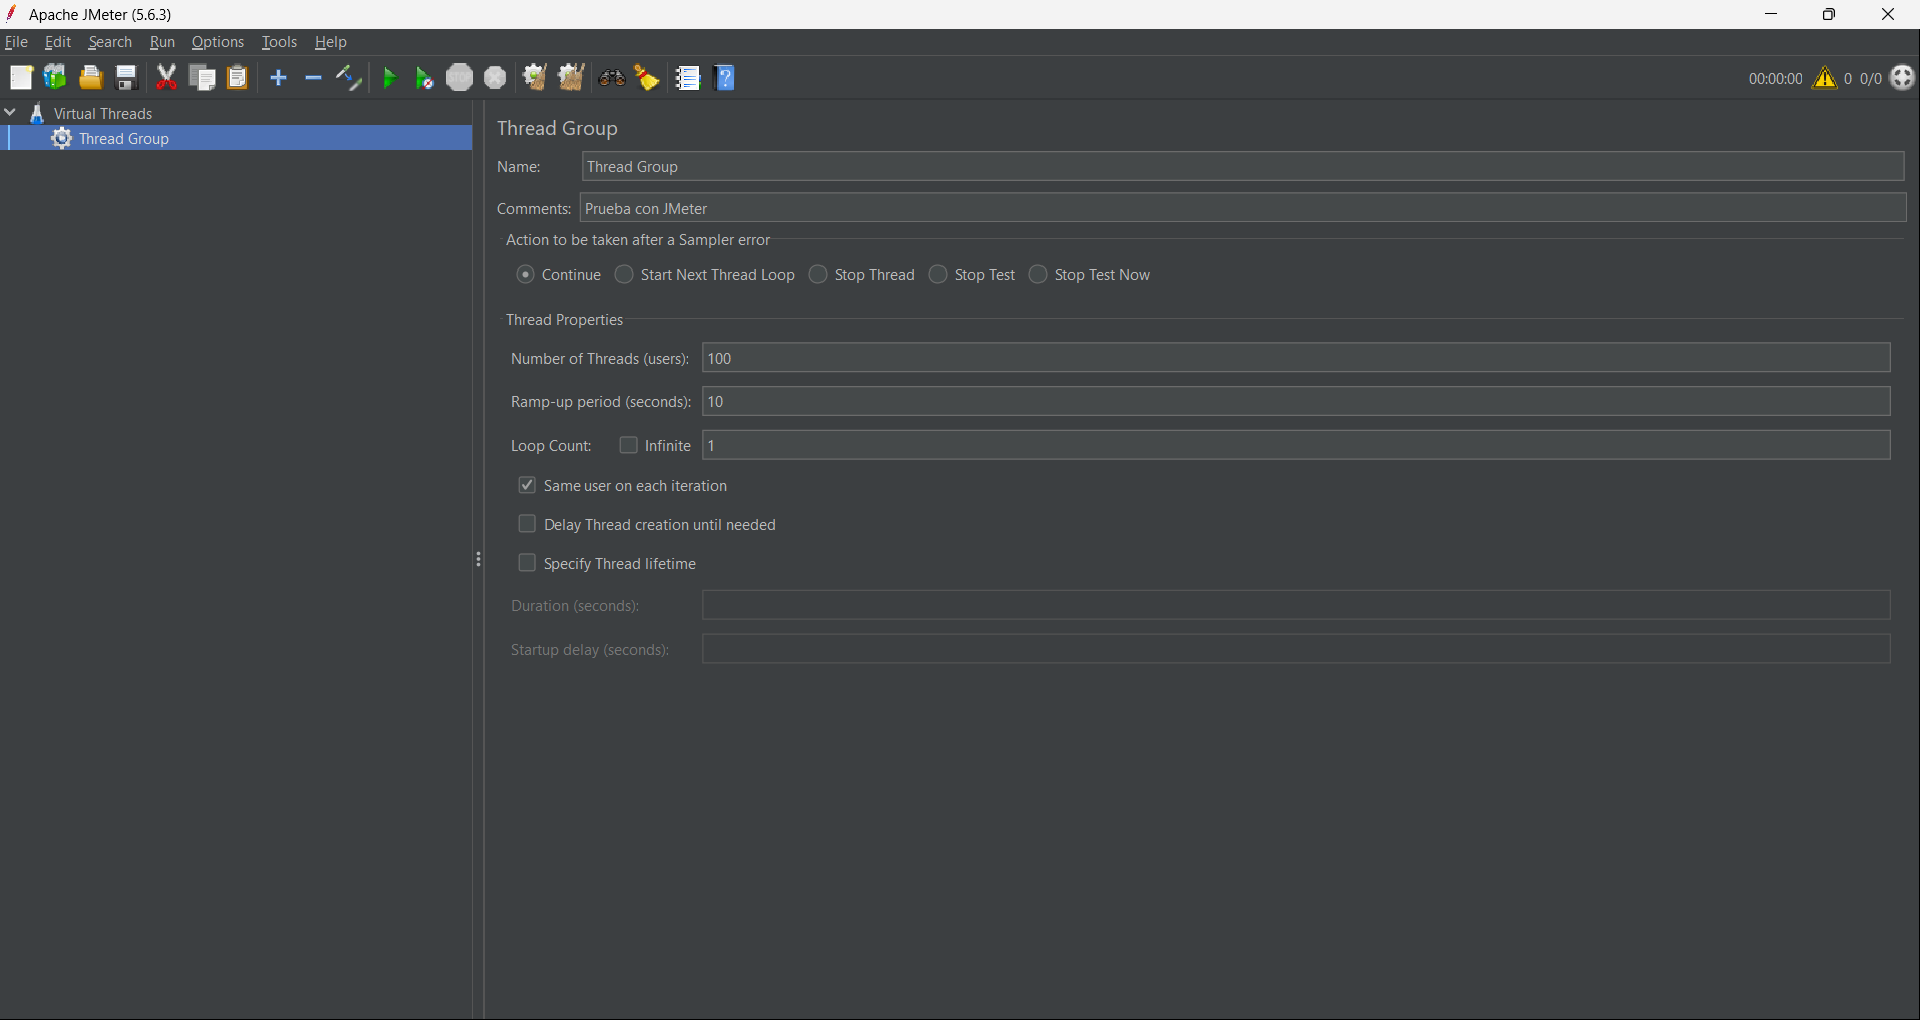 Apache JMeter (5.6.3)
File Edit Search Run Options Tools Help
STOP ? 00:00:00 0 0/0
Virtual Threads
Thread Group
Thread Group
Name: Thread Group
Comments: Prueba con JMeter
Action to be taken after a Sampler error
Continue Start Next Thread Loop Stop Thread Stop Test Stop Test Now
Thread Properties
Number of Threads (users): 100
Ramp-up period (seconds): 10
Loop Count: Infinite 1
Same user on each iteration
Delay Thread creation until needed
Specify Thread lifetime
Duration (seconds):
Startup delay (seconds):